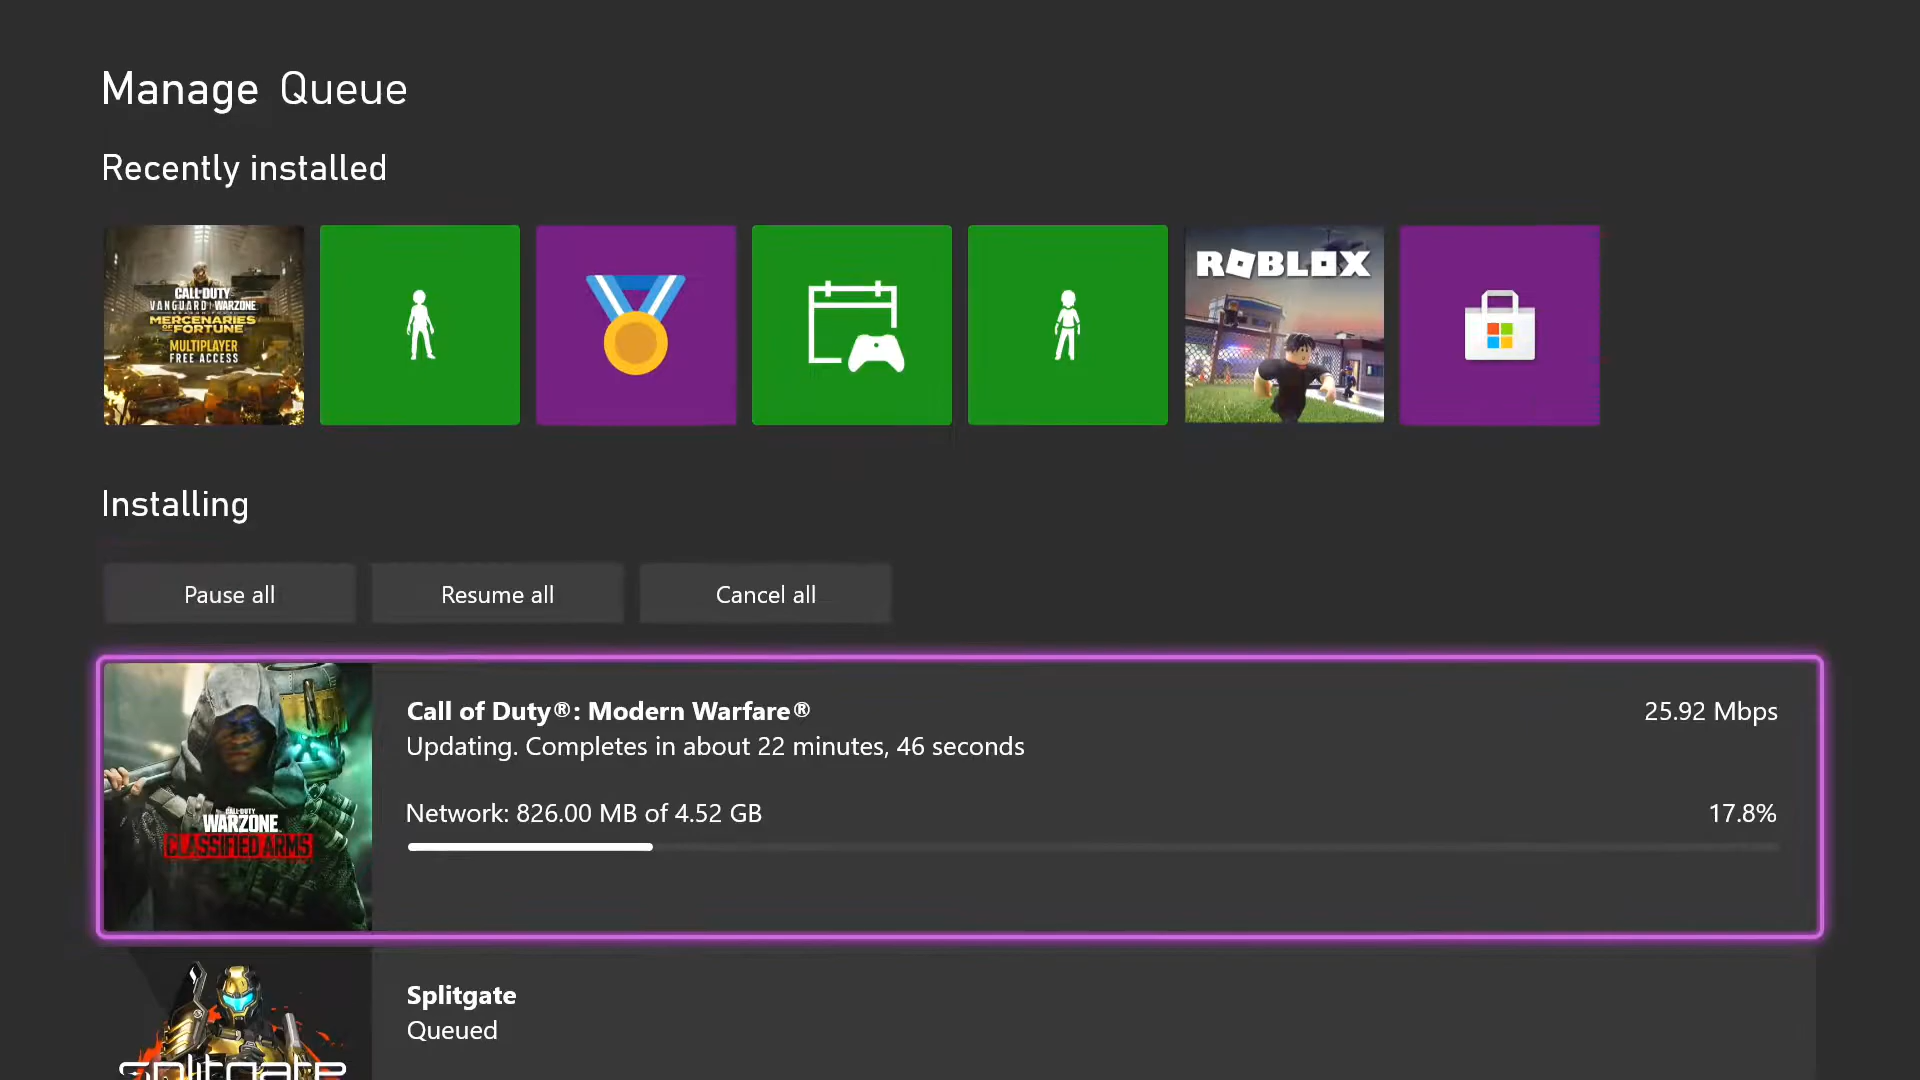 Manage Queue
Recently installed
CALL OF DUTY
VANGUARD | WARZONE
MERCENARIES
OF FORTUNE
MULTIPLAYER
FREE ACCESS
ROBLOX
Installing
Pause all
Resume all
Cancel all
Call of Duty®: Modern Warfare®
25.92 Mbps
Updating. Completes in about 22 minutes, 46 seconds
Network: 826.00 MB of 4.52 GB
17.8%
CALL OF DUTY
WARZONE
CLASSIFIED ARMS
Splitgate
Queued
splitgate